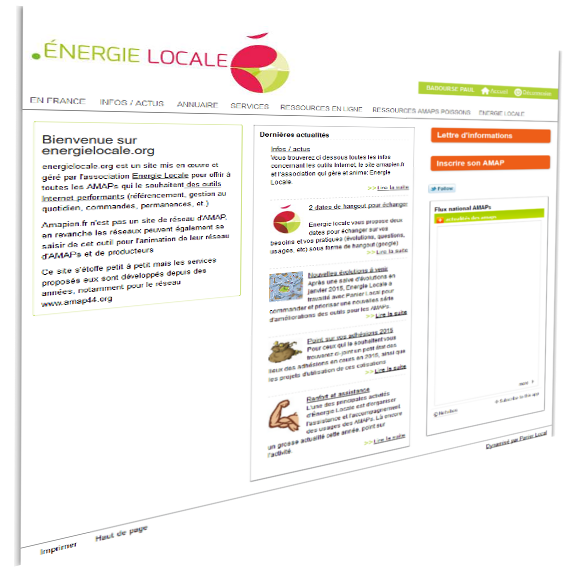 ÉNERGIE LOCALE
BABOURSE PAUL Accueil Déconnexion
EN FRANCE INFOS / ACTUS ANNUAIRE SERVICES RESSOURCES EN LIGNE RESSOURCES AMAPS POISSONS ENERGIE LOCALE
Bienvenue sur
energielocale.org
energielocale.org est un site mis en œuvre et
géré par l'association Energie Locale pour offrir à
toutes les AMAPs qui le souhaitent des outils
Internet performants (référencement, gestion au
quotidien, commandes, permanences, et )
Amapien.fr n'est pas un site de réseau d'AMAP,
en revanche les réseaux peuvent également se
saisir de cet outil pour l'animation de leur réseau
d'AMAPs et de producteurs
Ce site s'étoffe petit à petit mais les services
proposés eux sont développés depuis des
années, notamment pour le réseau
www.amap44.org
Dernières actualités
Infos / actus
Vous trouverez ci dessous toutes les infos
concernant les outils Internet, le site amapien.fr
et l'association qui gère et anime: Energie
Locale.
>> Lire la suite
2 dates de hangout pour échanger
Energie locale vous propose deux
dates pour échanger sur vos
besoins et vos pratiques (évolutions, questions,
usages, etc) sous forme de hangout (google)
>> Lire la suite
Nouvelles évolutions à venir
Après une salve d'évolutions en
janvier 2015, Energie Locale a
travaillé avec Panier Local pour
commander et prioriser une nouvelle série
d'améliorations des outils pour les AMAPs.
>> Lire la suite
Point sur vos adhésions 2015
Pour ceux qui le souhaitent vous
trouverez ci-joint un petit état des
lieux des adhésions en cours en 2015, ainsi que
les projets d'utilisation de ces cotisations
>> Lire la suite
Renfort et assistance
L'une des principales activités
d'Énergie Locale est d'organiser
l'assistance et l'accompagnement
des usages des AMAPs. Là encore
un grosse actualité cette année, point sur
l'activité.
>> Lire la suite
Lettre d'informations
Inscrire son AMAP
Follow
Flux national AMAPs
actualités des amaps
Subscribe to the app
Dynamisé par Panier Local
Imprimer Haut de page